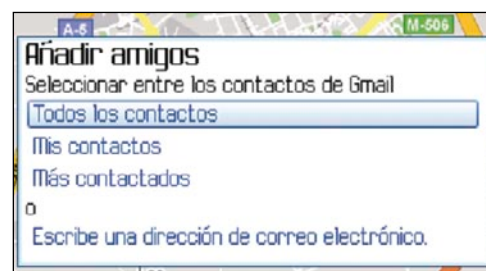 A-5
M-506
Añadir amigos
Seleccionar entre los contactos de Gmail
Todos los contactos
Mis contactos
Más contactados
o
Escribe una dirección de correo electrónico.